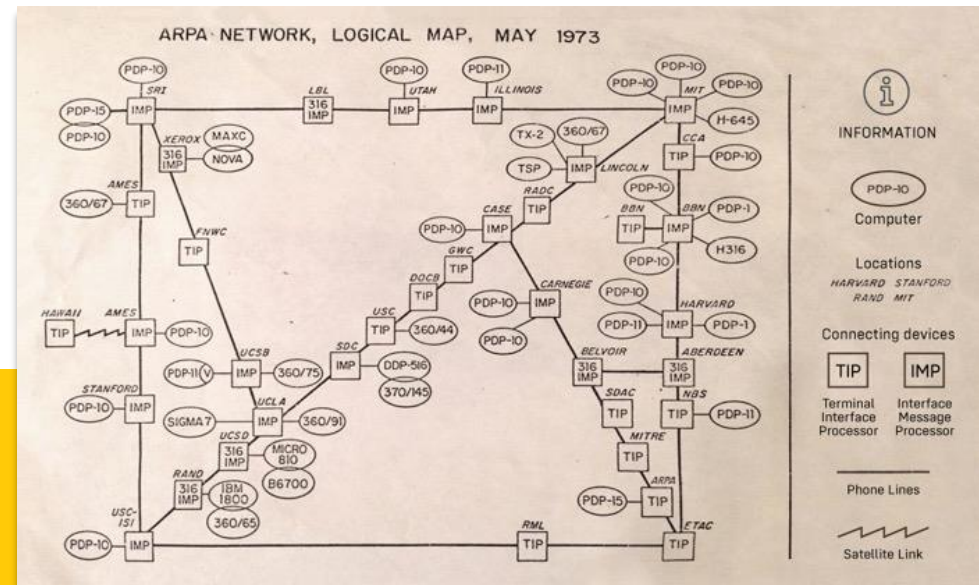 ARPA NETWORK, LOGICAL MAP, MAY 1973
PDP-10
SRI
PDP-15
IMP
PDP-10
LBL
316
IMP
PDP-10
UTAH
IMP
PDP-11
ILLINOIS
IMP
PDP-10
PDP-10
MIT
PDP-10
IMP
H-645
XEROX
MAXC
316
IMP
NOVA
TX-2
360/67
TSP
IMP
LINCOLN
CCA
TIP
PDP-10
AMES
360/67
TIP
RADC
TIP
CASE
PDP-10
IMP
PDP-10
BBN
TIP
BBN
PDP-1
IMP
PDP-10
H316
FNWC
TIP
GWC
TIP
DOCB
TIP
CARNEGIE
PDP-10
IMP
PDP-10
PDP-10
HARVARD
PDP-11
IMP
PDP-1
HAWAII
TIP
AMES
IMP
PDP-10
USC
TIP
360/44
SDC
IMP
DDP-516
370/145
UCSB
PDP-11
V
IMP
360/75
BELVOIR
316
IMP
ABERDEEN
316
IMP
STANFORD
PDP-10
IMP
UCLA
SIGMA 7
IMP
360/91
SDAC
TIP
NBS
TIP
PDP-11
UCSD
316
IMP
MICRO
810
B6700
MITRE
TIP
RAND
316
IMP
IBM
1800
360/65
ARPA
PDP-15
TIP
USC-
ISI
PDP-10
IMP
RML
TIP
ETAC
TIP
i
INFORMATION
PDP-10
Computer
Locations
HARVARD STANFORD
RAND MIT
Connecting devices
TIP
IMP
Terminal
Interface
Processor
Interface
Message
Processor
Phone Lines
Satellite Link